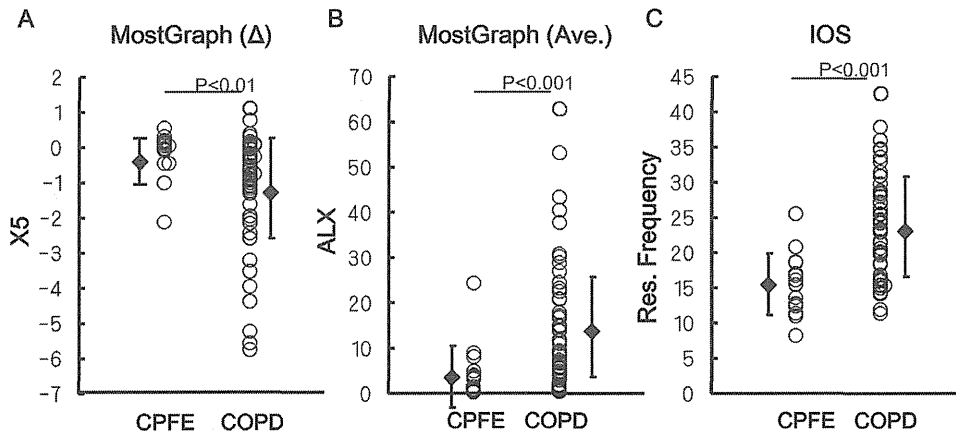 A
MostGraph (Δ)
P<0.01
X5
2
1
0
-1
-2
-3
-4
-5
-6
-7
CPFE
COPD
B
MostGraph (Ave.)
P<0.001
ALX
70
60
50
40
30
20
10
0
CPFE
COPD
C
IOS
P<0.001
Res. Frequency
45
40
35
30
25
20
15
10
5
0
CPFE
COPD